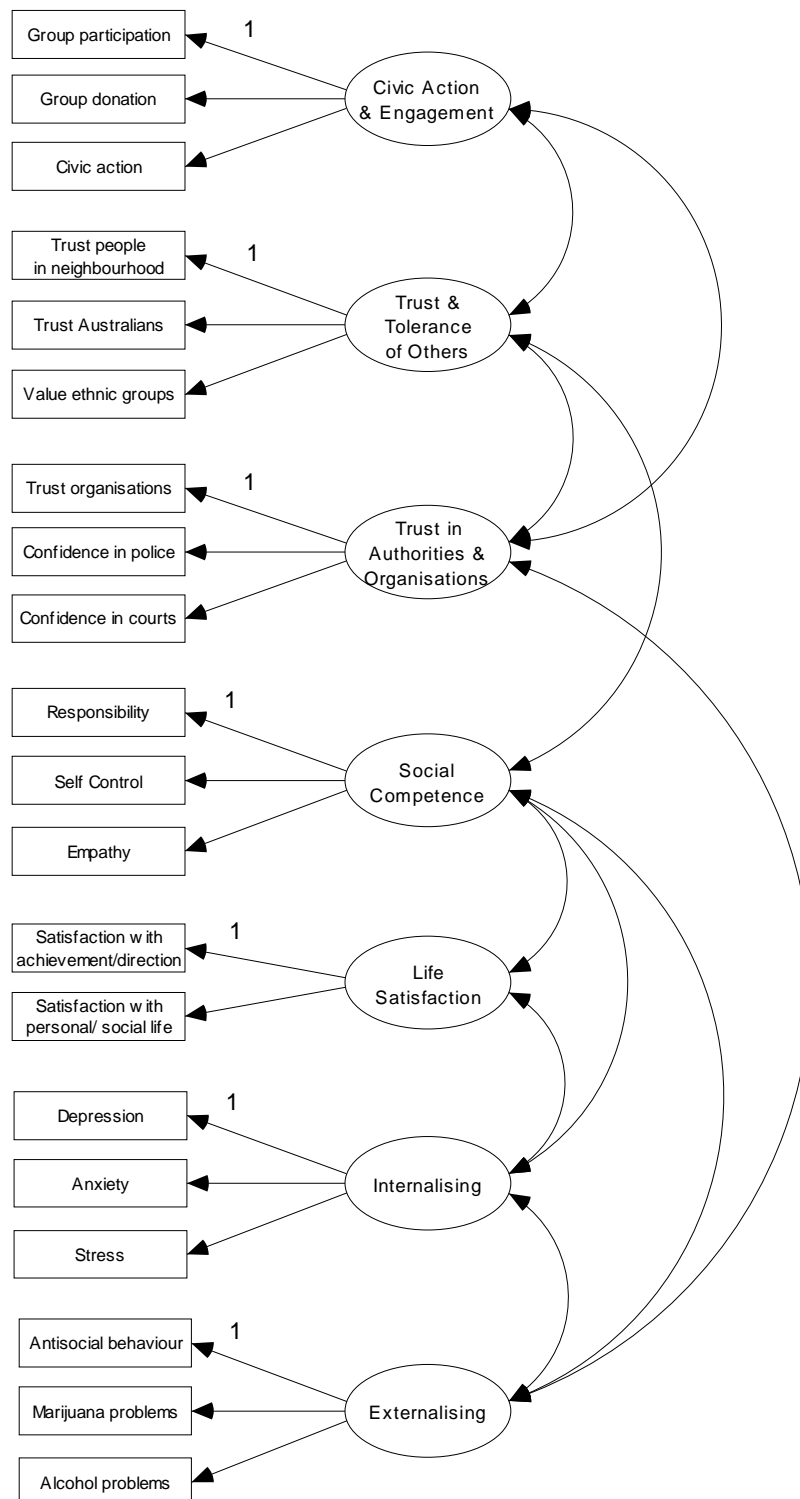 Group participation
1
Civic Action
& Engagement
Group donation
Civic action
Trust people
in neighbourhood
1
Trust &
Tolerance
of Others
Trust Australians
Value ethnic groups
Trust organisations
1
Trust in
Authorities &
Organisations
Confidence in police
Confidence in courts
Responsibility
1
Social
Competence
Self Control
Empathy
Satisfaction with
achievement/direction
1
Life
Satisfaction
Satisfaction with
personal/ social life
Depression
1
Internalising
Anxiety
Stress
Antisocial behaviour
1
Externalising
Marijuana problems
Alcohol problems